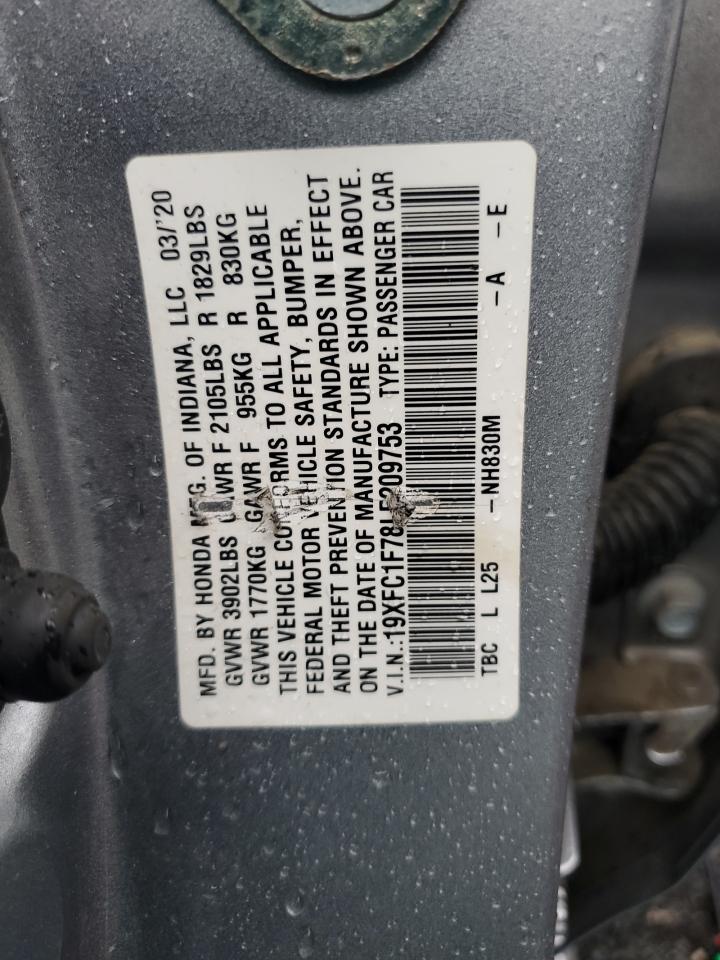 MFD. BY HONDA MFG. OF INDIANA, LLC 03/'20
GVWR 3902LBS GAWR F 2105LBS R 1829LBS
GVWR 1770KG GAWR F 955KG R 830KG
THIS VEHICLE CONFORMS TO ALL APPLICABLE
FEDERAL MOTOR VEHICLE SAFETY, BUMPER,
AND THEFT PREVENTION STANDARDS IN EFFECT
ON THE DATE OF MANUFACTURE SHOWN ABOVE.
V.I.N.:19XFC1F78LE209753 TYPE: PASSENGER CAR
TBC L L25 -NH830M -A -E